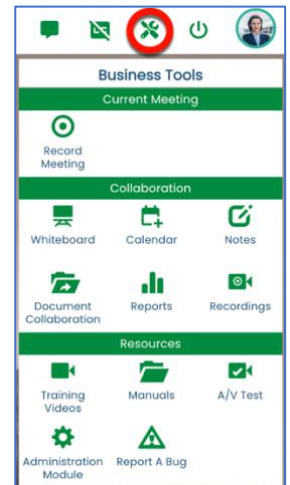 Business Tools
Current Meeting
Record
Meeting
Collaboration
Whiteboard Calendar Notes
Document
Collaboration Reports Recordings
Resources
Training
Videos Manuals A/V Test
Administration
Module Report A Bug